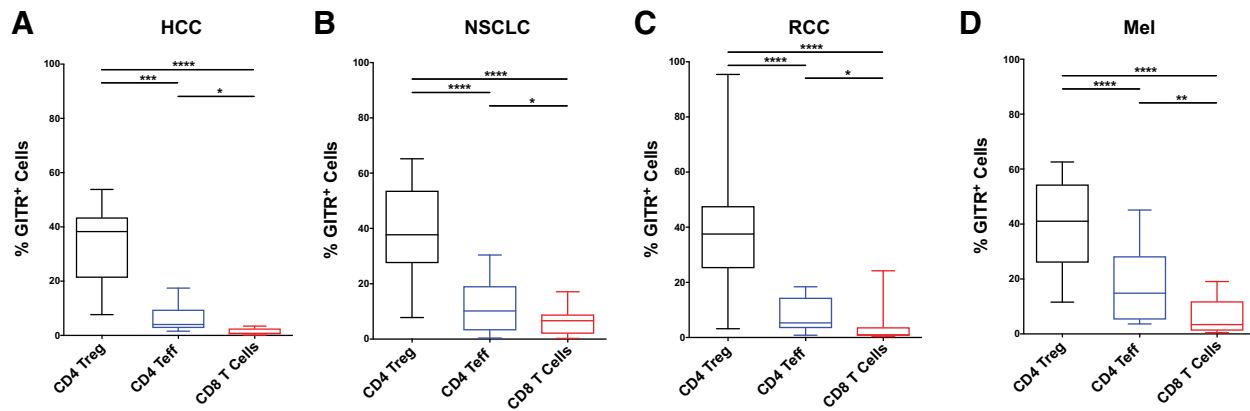 A
HCC
% GITR⁺ Cells
100
80
60
40
20
0
****
***
*
CD4 Treg
CD4 Teff
CD8 T Cells
B
NSCLC
% GITR⁺ Cells
100
80
60
40
20
0
****
****
*
CD4 Treg
CD4 Teff
CD8 T Cells
C
RCC
% GITR⁺ Cells
100
80
60
40
20
0
****
****
*
CD4 Treg
CD4 Teff
CD8 T Cells
D
Mel
% GITR⁺ Cells
100
80
60
40
20
0
****
****
**
CD4 Treg
CD4 Teff
CD8 T Cells